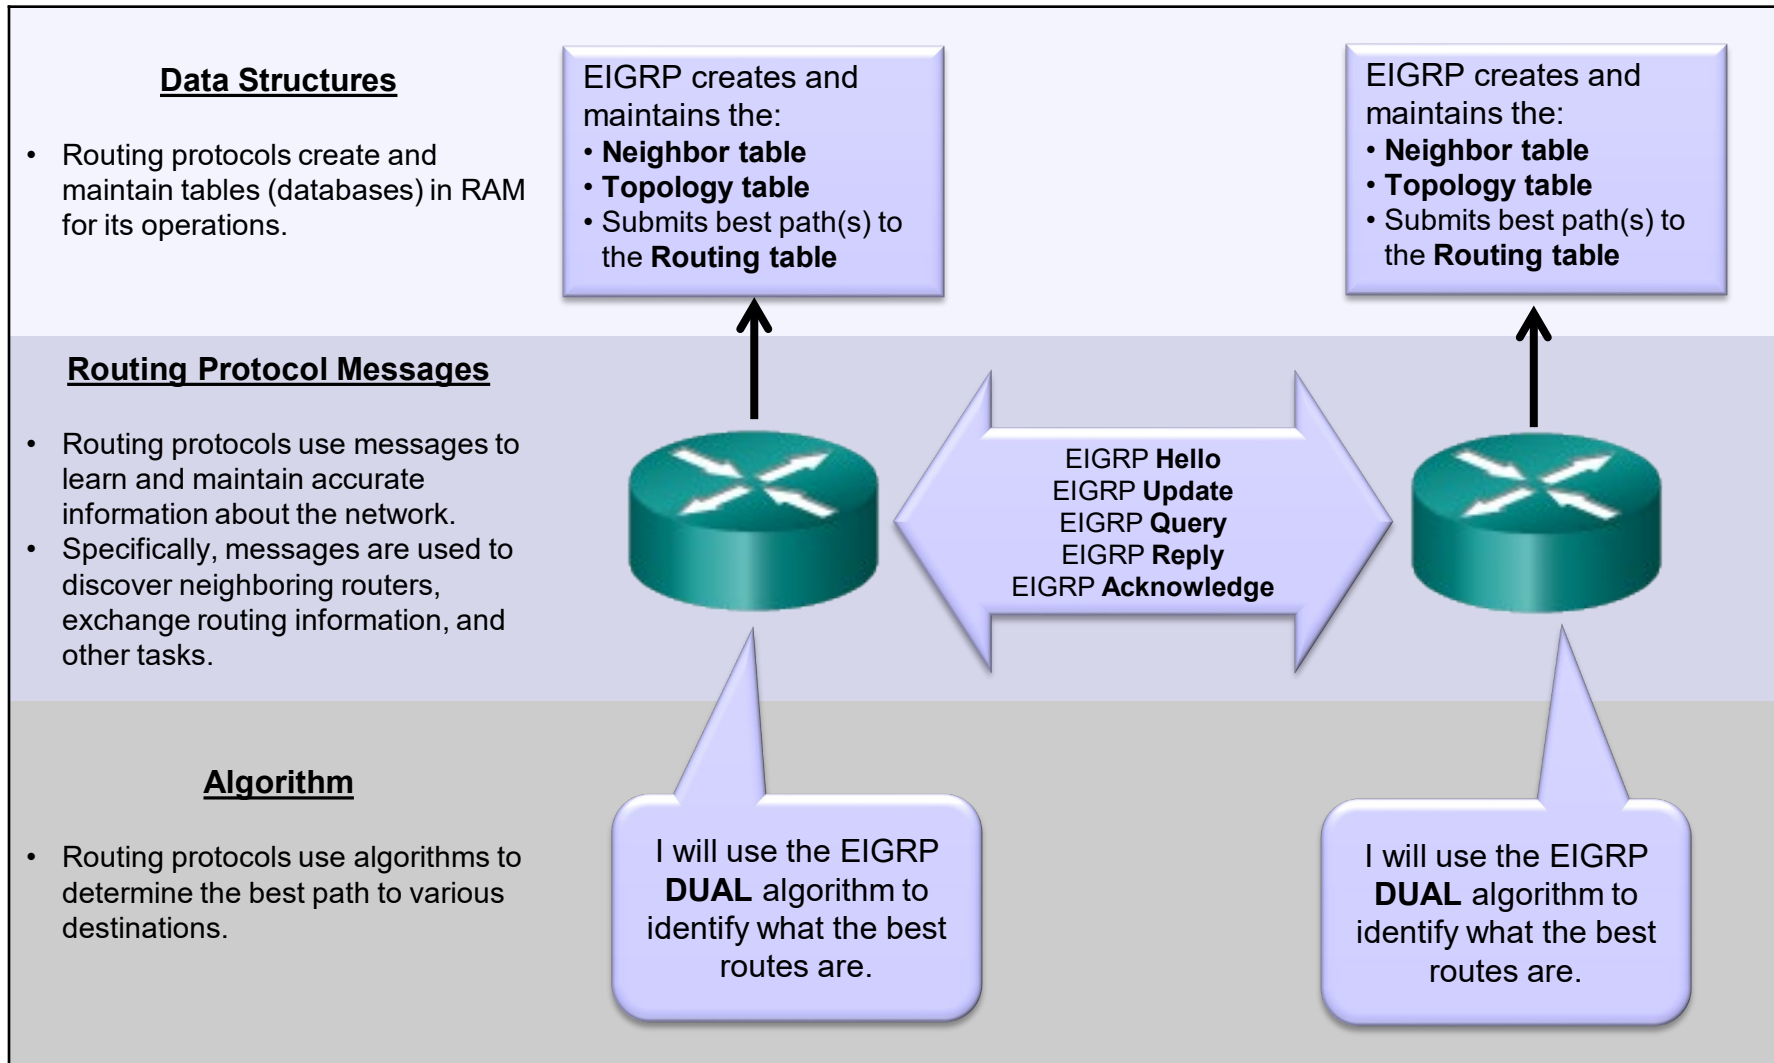 Data Structures
• Routing protocols create and
maintain tables (databases) in RAM
for its operations.
EIGRP creates and
maintains the:
• Neighbor table
• Topology table
• Submits best path(s) to
the Routing table
EIGRP creates and
maintains the:
• Neighbor table
• Topology table
• Submits best path(s) to
the Routing table
Routing Protocol Messages
• Routing protocols use messages to
learn and maintain accurate
information about the network.
• Specifically, messages are used to
discover neighboring routers,
exchange routing information, and
other tasks.
EIGRP Hello
EIGRP Update
EIGRP Query
EIGRP Reply
EIGRP Acknowledge
Algorithm
• Routing protocols use algorithms to
determine the best path to various
destinations.
I will use the EIGRP
DUAL algorithm to
identify what the best
routes are.
I will use the EIGRP
DUAL algorithm to
identify what the best
routes are.